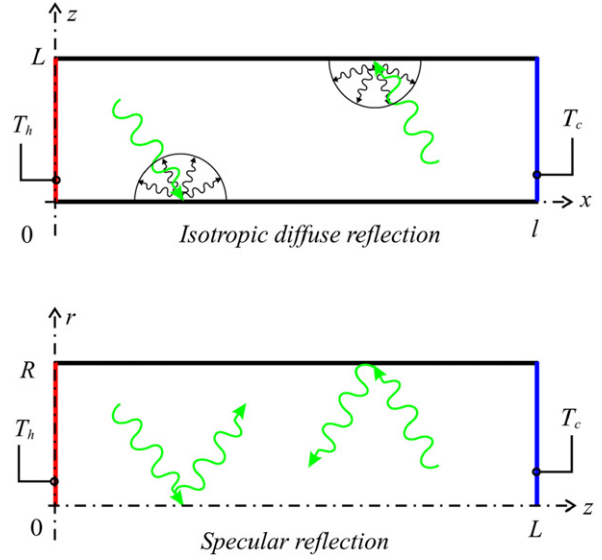 z
L
T_h
T_c
0
Isotropic diffuse reflection
l
x
r
R
T_h
T_c
0
L
z
Specular reflection